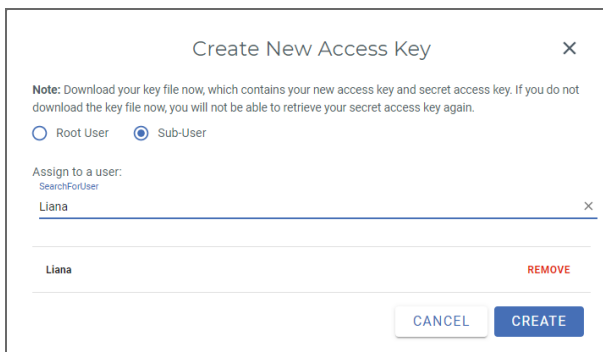 Create New Access Key
Note: Download your key file now, which contains your new access key and secret access key. If you do not
download the key file now, you will not be able to retrieve your secret access key again.
Root User Sub-User
Assign to a user:
SearchForUser
Liana
Liana REMOVE
CANCEL CREATE